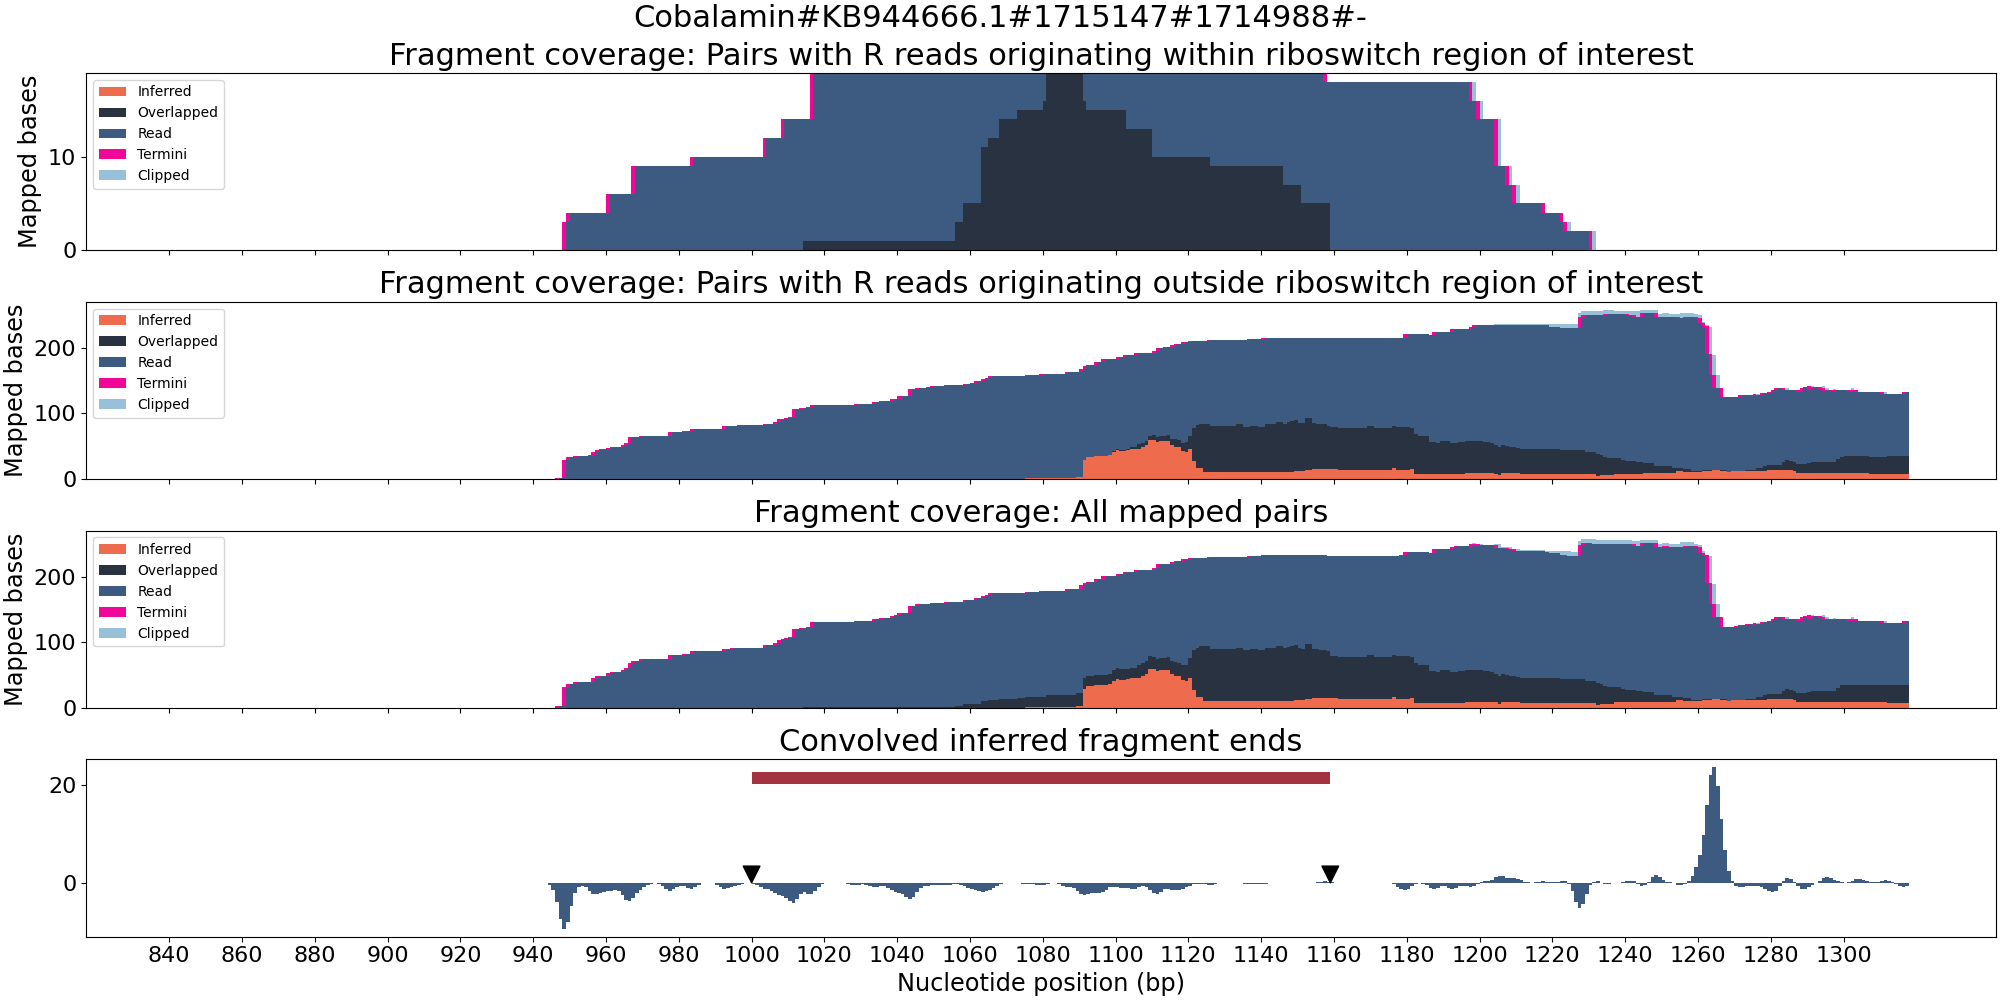 Cobalamin#KB944666.1#1715147#1714988#-
Fragment coverage: Pairs with R reads originating within riboswitch region of interest
Mapped bases
10
0
Inferred
Overlapped
Read
Termini
Clipped
Fragment coverage: Pairs with R reads originating outside riboswitch region of interest
Mapped bases
200
100
0
Inferred
Overlapped
Read
Termini
Clipped
Fragment coverage: All mapped pairs
Mapped bases
200
100
0
Inferred
Overlapped
Read
Termini
Clipped
Convolved inferred fragment ends
20
0
840 860 880 900 920 940 960 980 1000 1020 1040 1060 1080 1100 1120 1140 1160 1180 1200 1220 1240 1260 1280 1300
Nucleotide position (bp)